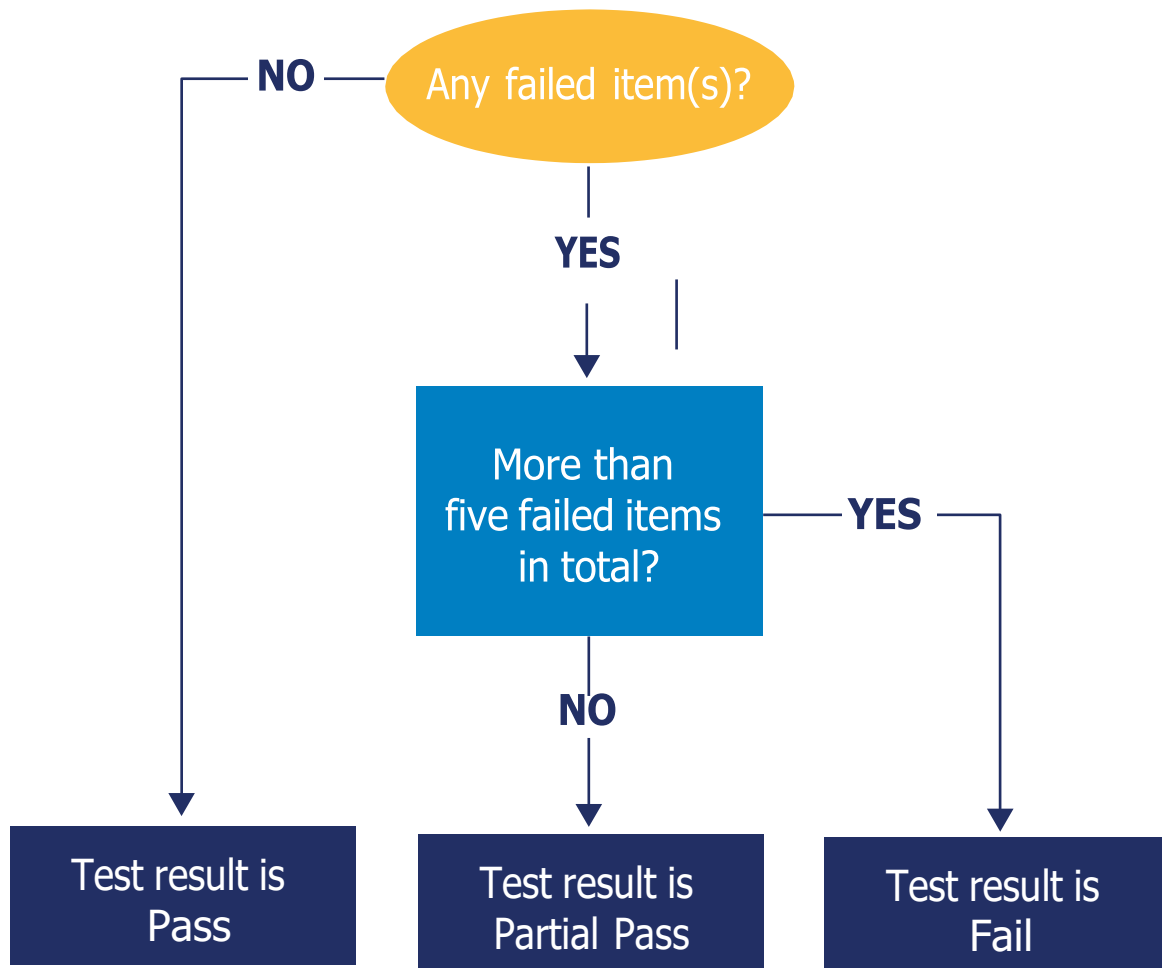 Any failed item(s)?
NO
YES
More than
five failed items
in total?
YES
NO
Test result is
Pass
Test result is
Partial Pass
Test result is
Fail